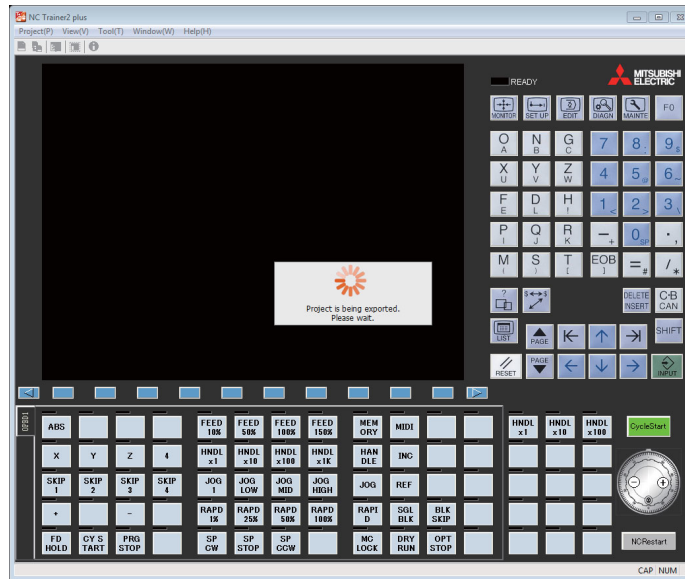 NC Trainer2 plus
Project(P) View(V) Tool(T) Window(W) Help(H)
READY
MITSUBISHI
ELECTRIC
MONITOR SET UP EDIT DIAGN MAINTE F0
O N G 7 8 9
A B C $
X Y Z 4 5 6
U V W @ ~
F D H 1 2 3
E L ! < > \
P Q R - 0 .
I J K + SP ,
M S T EOB = /
( ) [ ] # *
? $↔$ DELETE C·B
INSERT CAN
LIST PAGE SHIFT
RESET PAGE INPUT
Project is being exported.
Please wait.
OPBD1
ABS FEED 10% FEED 50% FEED 100% FEED 150% MEM ORY MIDI HNDL x1 HNDL x10 HNDL x100 CycleStart
X Y Z 4 HNDL x1 HNDL x10 HNDL x100 HNDL x1K HAN DLE INC
SKIP 1 SKIP 2 SKIP 3 SKIP 4 JOG 1 JOG LOW JOG MID JOG HIGH JOG REF
+ - RAPD 1% RAPD 25% RAPD 50% RAPD 100% RAPI D SGL BLK BLK SKIP
FD HOLD CY S TART PRG STOP SP CW SP STOP SP CCW MC LOCK DRY RUN OPT STOP NCRestart
CAP NUM